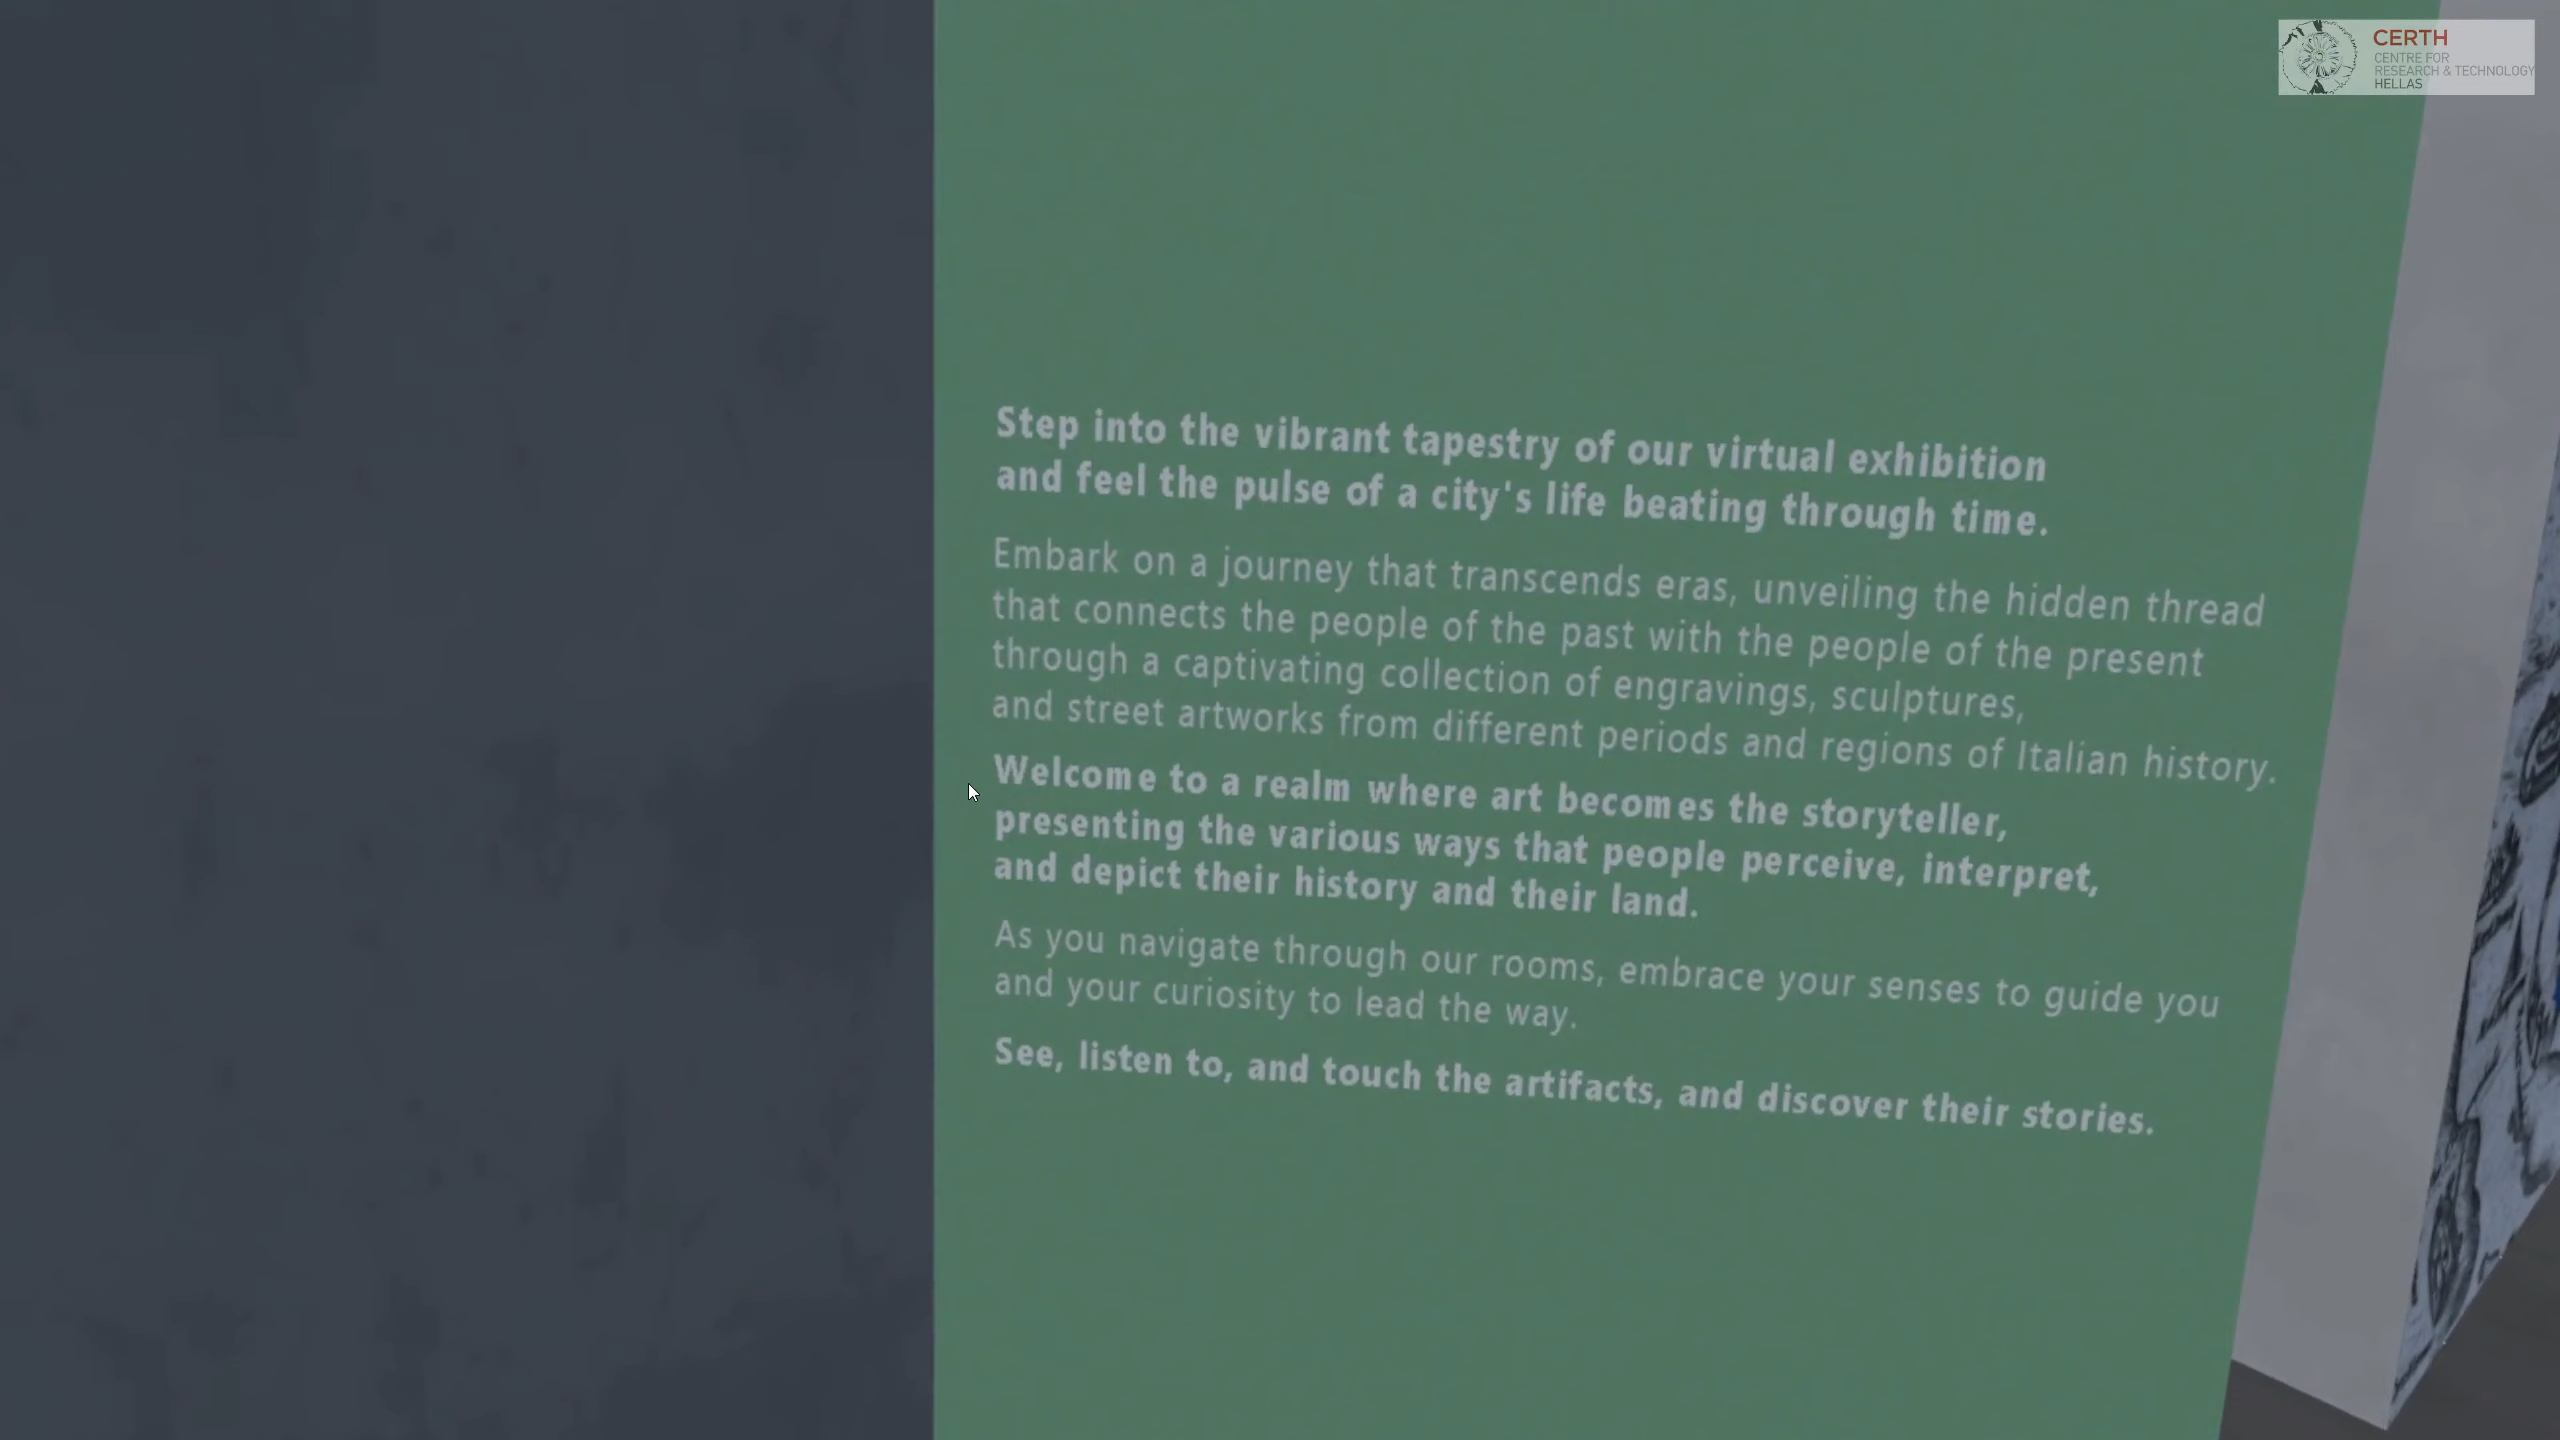 CERTH
CENTRE FOR
RESEARCH & TECHNOLOGY
HELLAS
Step into the vibrant tapestry of our virtual exhibition
and feel the pulse of a city's life beating through time.
Embark on a journey that transcends eras, unveiling the hidden thread
that connects the people of the past with the people of the present
through a captivating collection of engravings, sculptures,
and street artworks from different periods and regions of Italian history.
Welcome to a realm where art becomes the storyteller,
presenting the various ways that people perceive, interpret,
and depict their history and their land.
As you navigate through our rooms, embrace your senses to guide you
and your curiosity to lead the way.
See, listen to, and touch the artifacts, and discover their stories.